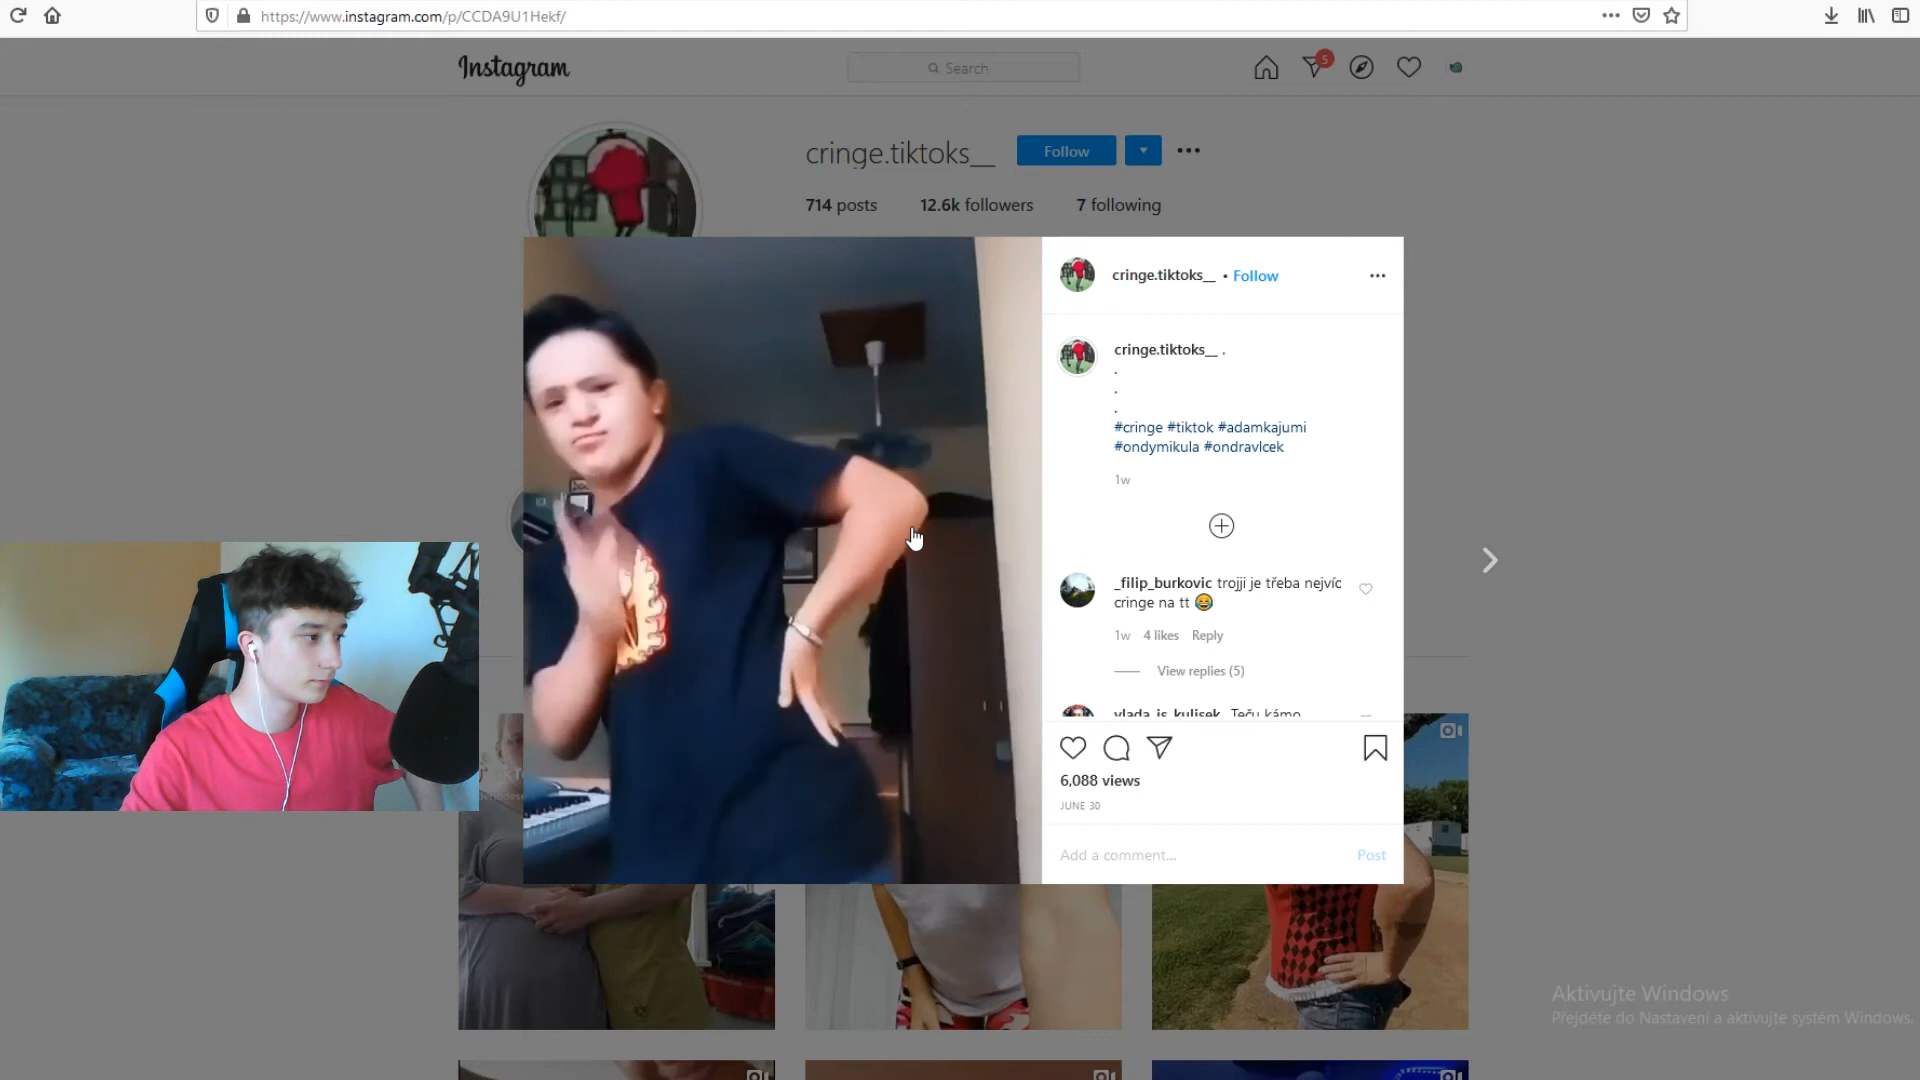 https://www.instagram.com/p/CCDA9U1Hekf/
Instagram
Search
5
cringe.tiktoks__
Follow
714 posts
12.6k followers
7 following
cringe.tiktoks__ • Follow
cringe.tiktoks__ .
.
.
.
#cringe #tiktok #adamkajumi
#ondymikula #ondravlcek
1w
_filip_burkovic trojji je třeba nejvíc
cringe na tt 😂
1w 4 likes Reply
View replies (5)
vlada_is_kulisek_ Teču kámo
6,088 views
JUNE 30
Add a comment...
Post
Aktivujte Windows
Přejděte do Nastavení a aktivujte systém Windows.